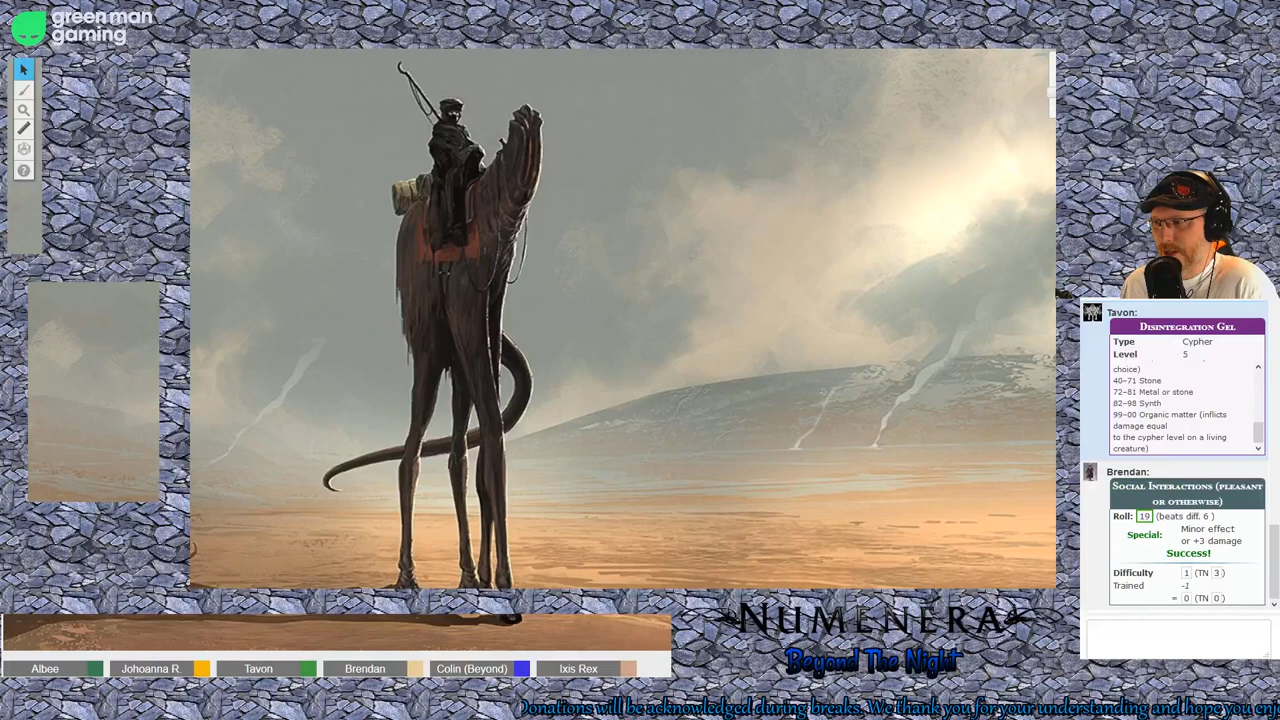 green man
gaming
Tavon:
Disintegration Gel
Type Cypher
Level 5
choice)
40–71 Stone
72–81 Metal or stone
82–98 Synth
99–00 Organic matter (inflicts
damage equal
to the cypher level on a living
creature)
Brendan:
Social Interactions (pleasant
or otherwise)
Roll: 19 (beats diff. 6 )
Special: Minor effect
or +3 damage
Success!
Difficulty 1 (TN 3)
Trained -1
= 0 (TN 0)
Numenera
Beyond The Night
Albee
Johoanna R.
Tavon
Brendan
Colin (Beyond)
Ixis Rex
Donations will be acknowledged during breaks. We thank you for your understanding and hope you enj